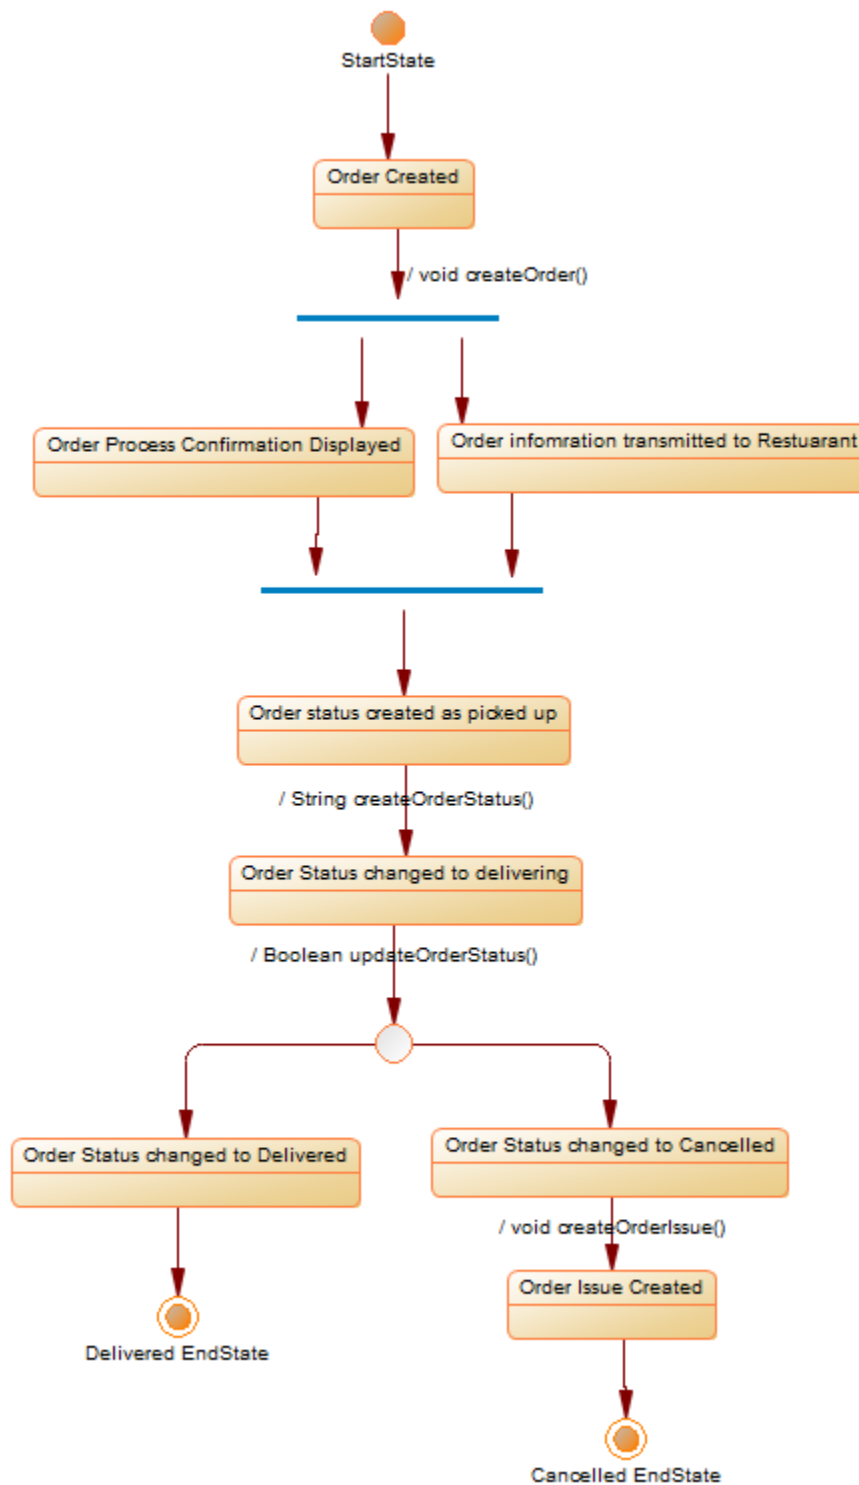 StartState
Order Created
/ void createOrder()
Order Process Confirmation Displayed
Order infomration transmitted to Restuarant
Order status created as picked up
/ String createOrderStatus()
Order Status changed to delivering
/ Boolean updateOrderStatus()
Order Status changed to Delivered
Order Status changed to Cancelled
/ void createOrderIssue()
Order Issue Created
Delivered EndState
Cancelled EndState